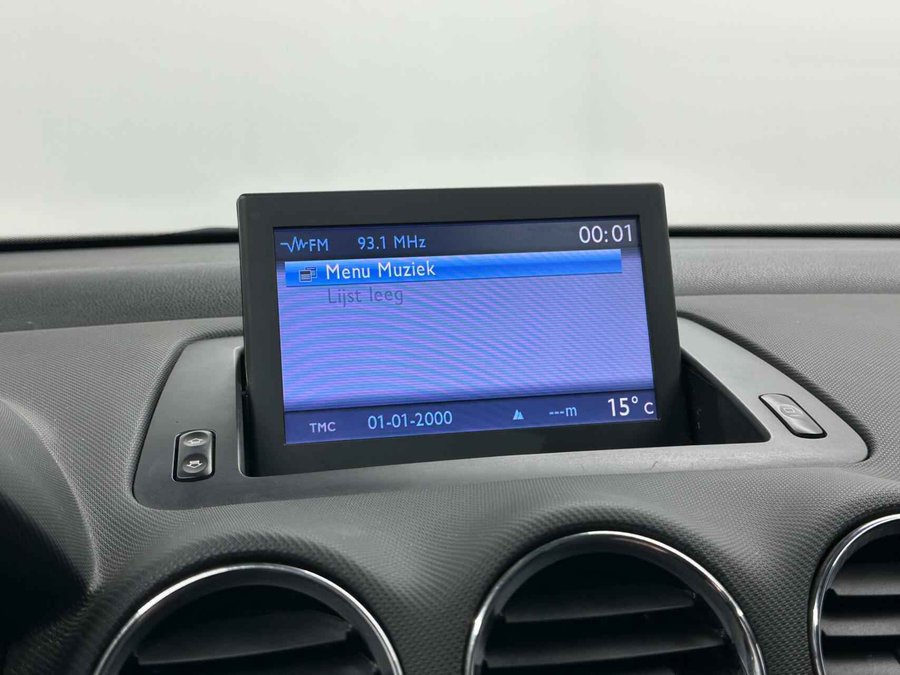 FM 93.1 MHz 00:01
Menu Muziek
Lijst leeg
TMC 01-01-2000 ---m 15° C